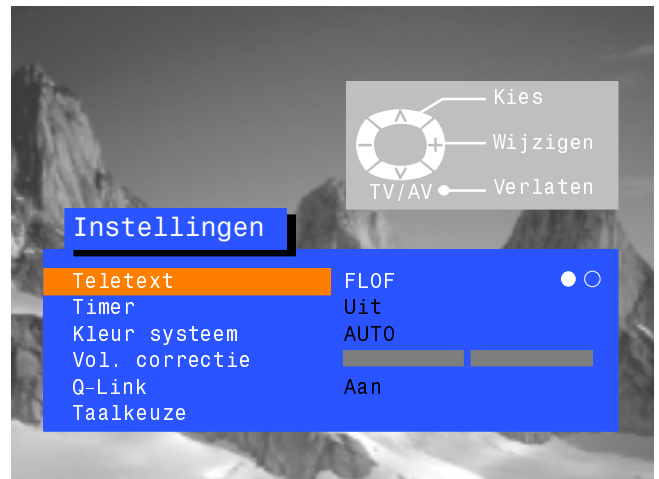 Kies
Wijzigen
TV/AV Verlaten
Instellingen
Teletext FLOF
Timer Uit
Kleur systeem AUTO
Vol. correctie
Q-Link Aan
Taalkeuze